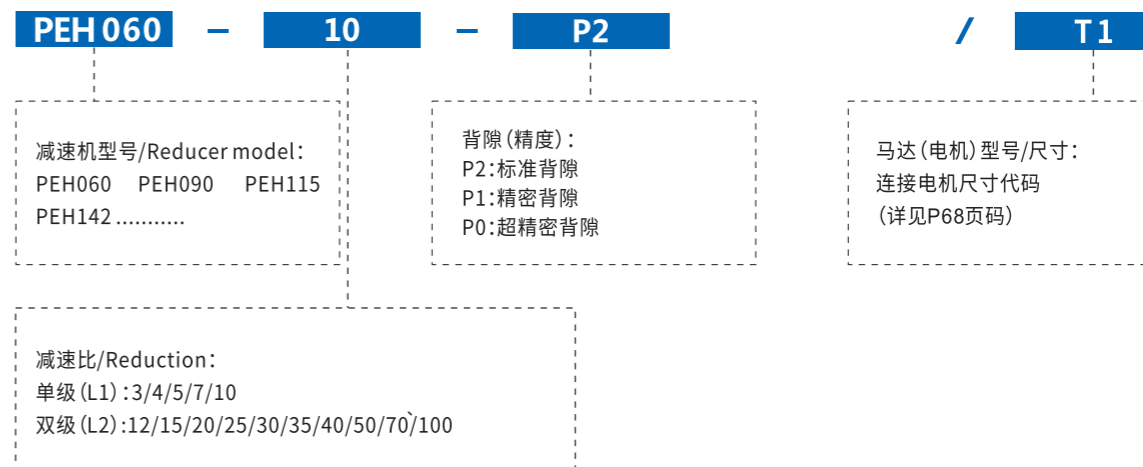 PEH060 – 10 – P2 / T1
减速机型号/Reducer model：
PEH060 PEH090 PEH115
PEH142...........
背隙（精度）：
P2：标准背隙
P1：精密背隙
P0：超精密背隙
马达（电机）型号/尺寸：
连接电机尺寸代码
（详见P68页码）
减速比/Reduction：
单级（L1）：3/4/5/7/10
双级（L2）：12/15/20/25/30/35/40/50/70`/100